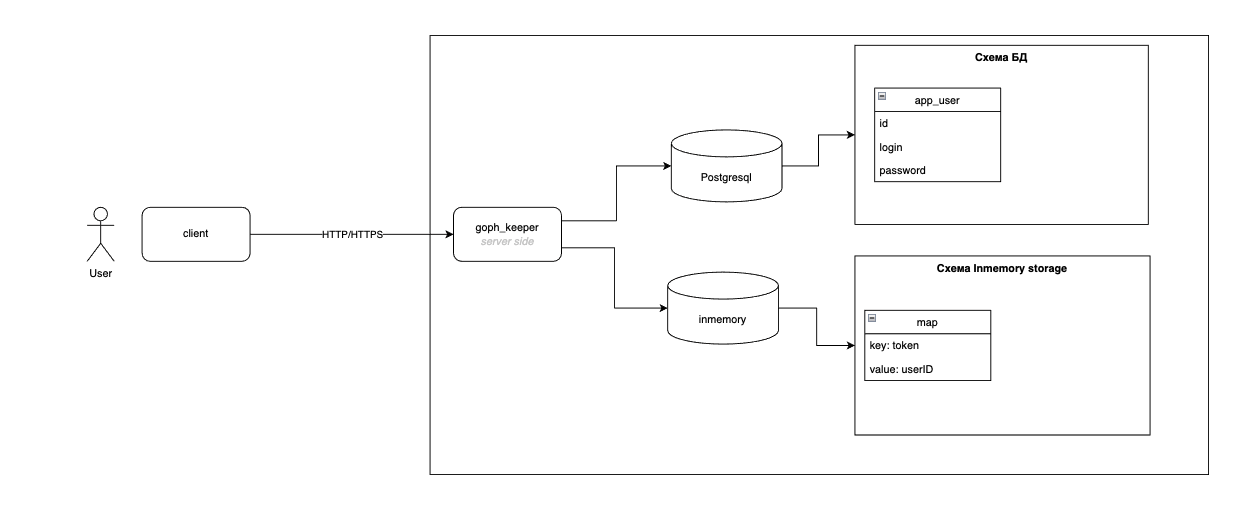 User
client
HTTP/HTTPS
goph_keeper
server side
Postgresql
inmemory
Схема БД
app_user
id
login
password
Схема Inmemory storage
map
key: token
value: userID